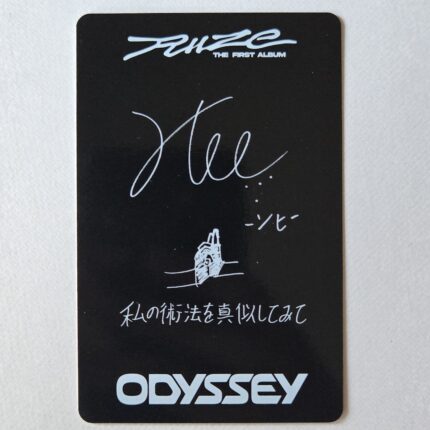 RIIZE
THE FIRST ALBUM
Hee
...
-ソヒー
私の術法を真似してみて
ODYSSEY